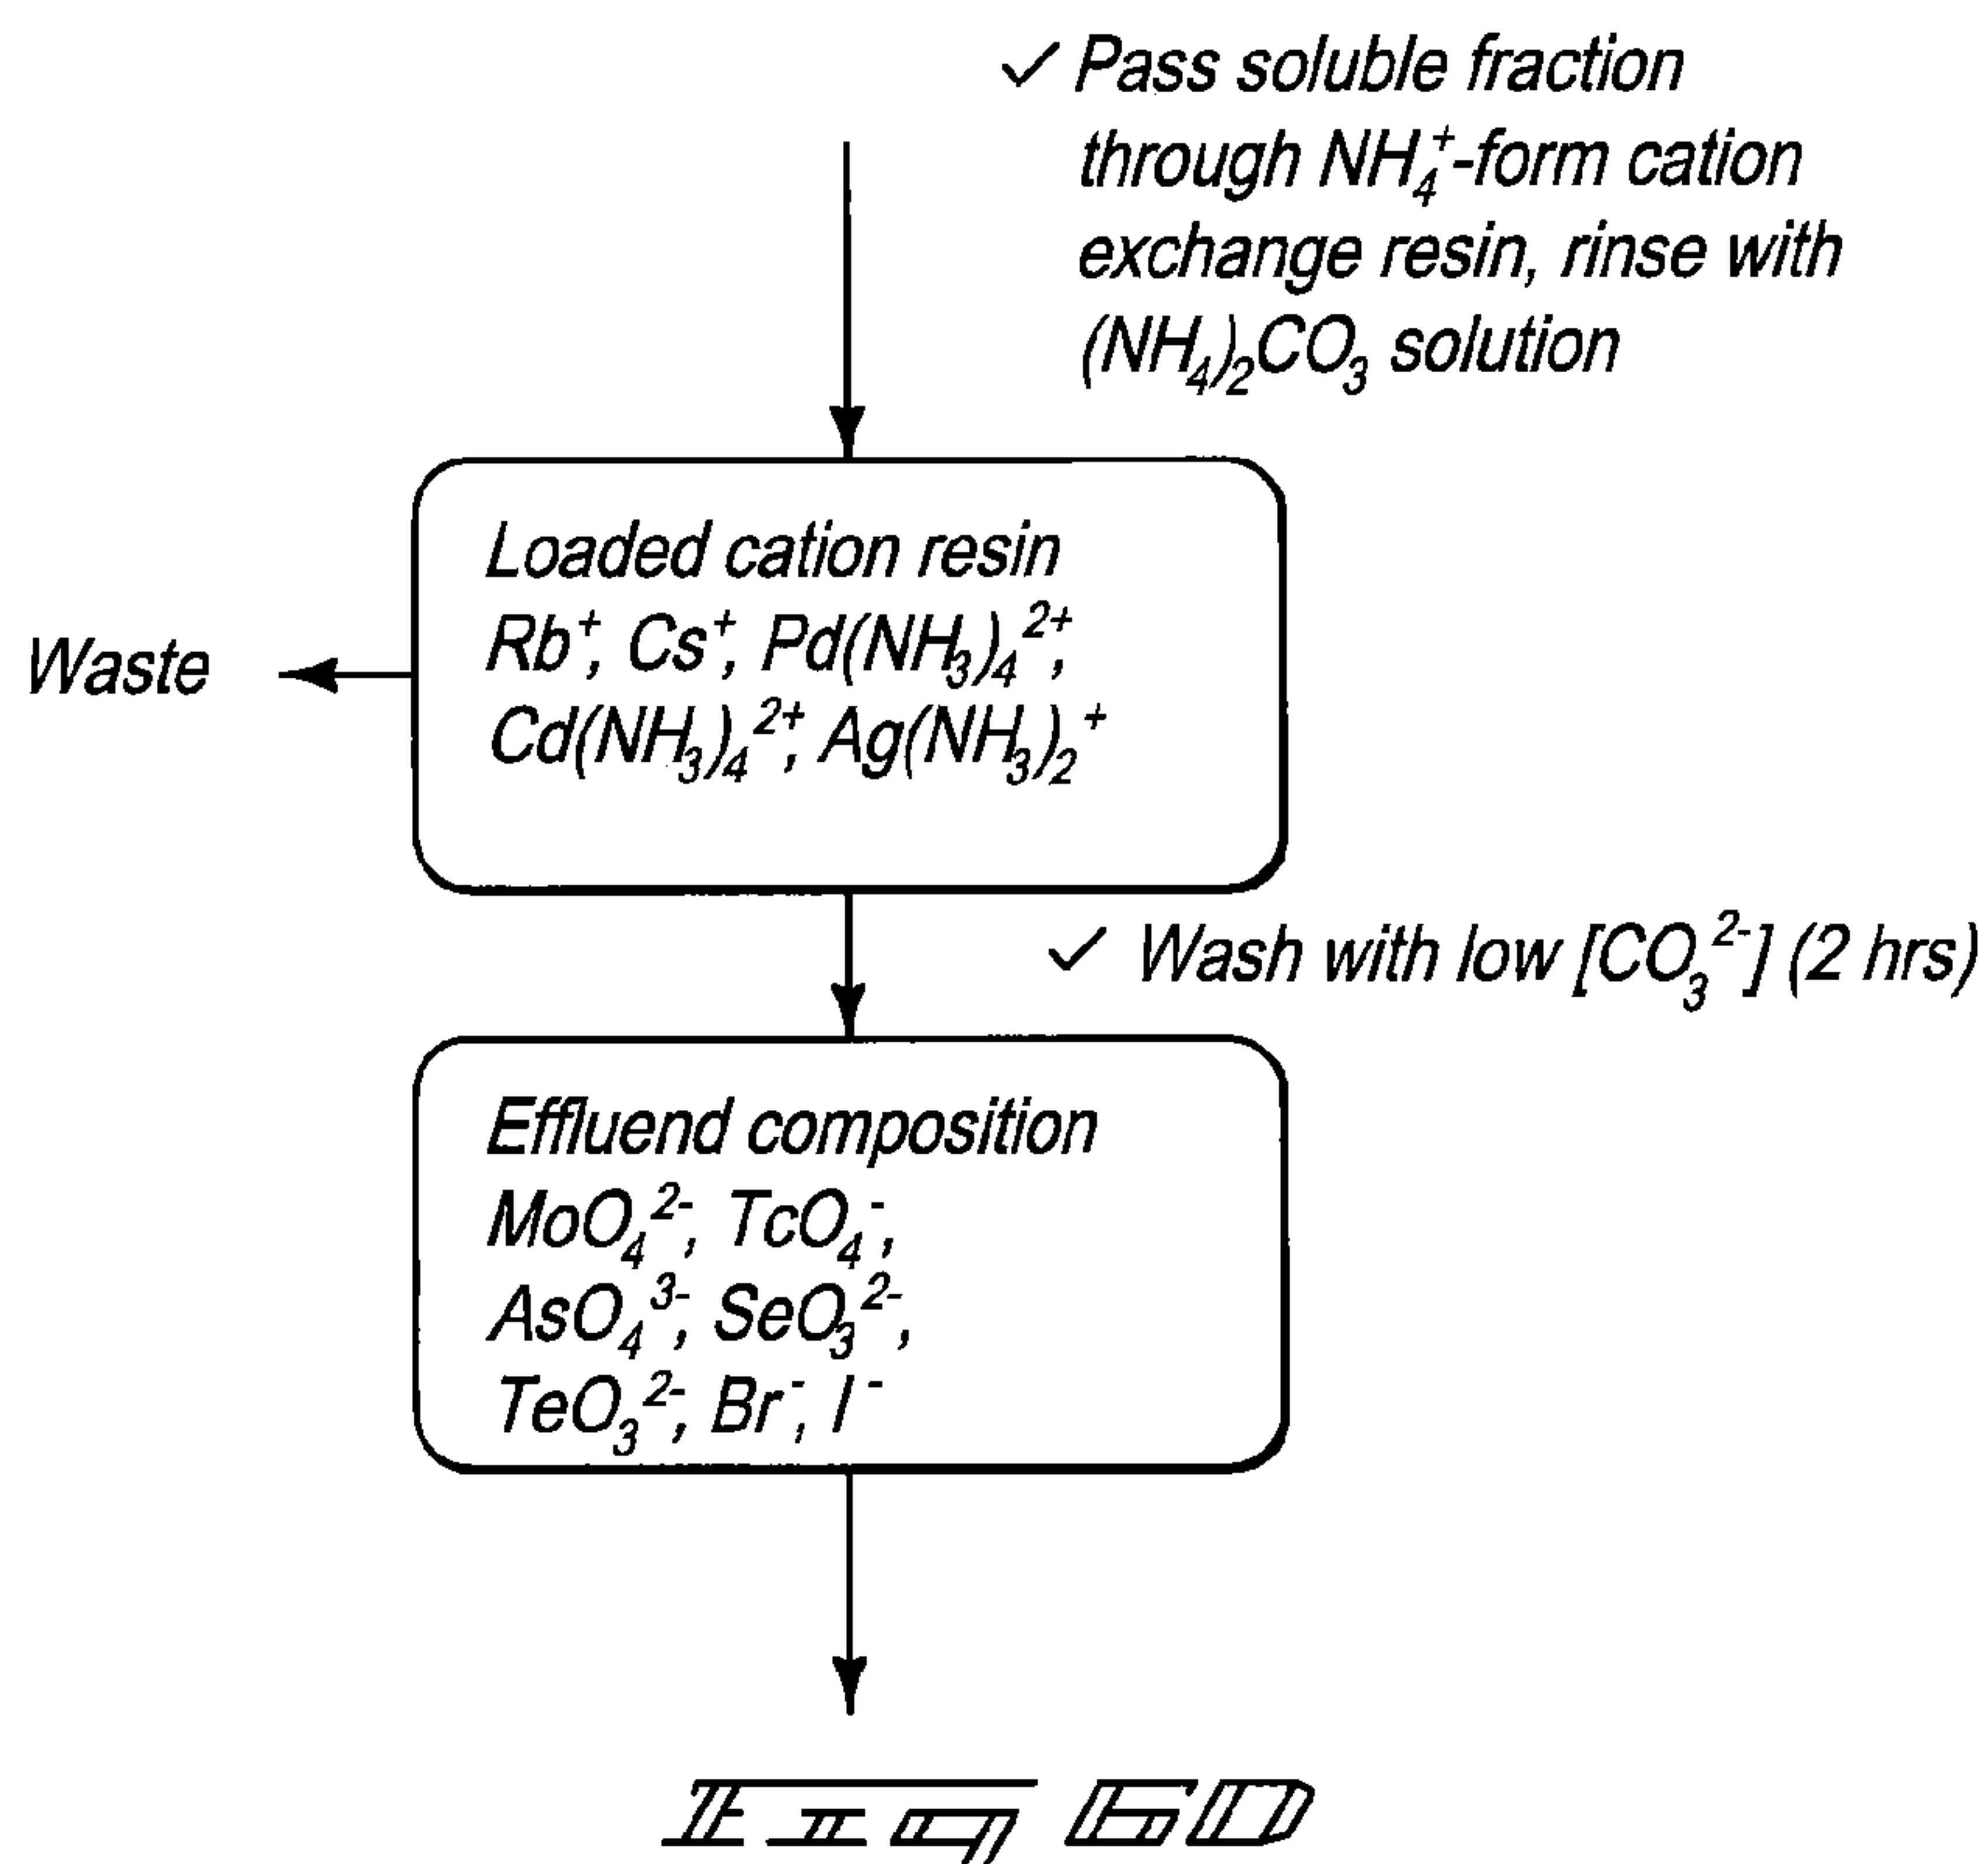 ✓ Pass soluble fraction
through NH₄⁺-form cation
exchange resin, rinse with
(NH₄)₂CO₃ solution
Loaded cation resin
Rb⁺, Cs⁺, Pd(NH₃)₄²⁺,
Cd(NH₃)₄²⁺, Ag(NH₃)₂⁺
Waste
✓ Wash with low [CO₃²⁻] (2 hrs)
Effluend composition
MoO₄²⁻, TcO₄⁻,
AsO₄³⁻, SeO₃²⁻,
TeO₃²⁻, Br⁻, I⁻
Fig 6D